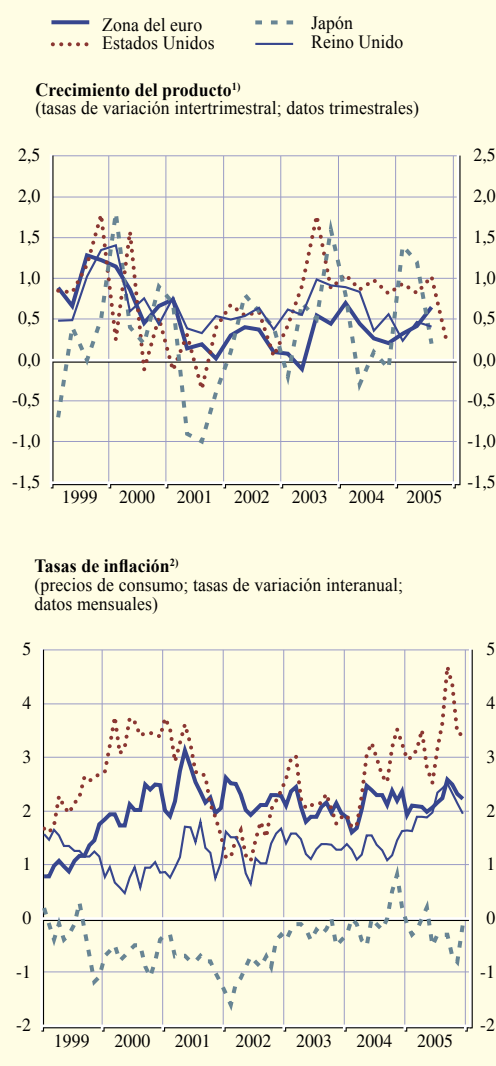 Zona del euro
Estados Unidos
Japón
Reino Unido
Crecimiento del producto1)
(tasas de variación intertrimestral; datos trimestrales)
2,5 2,5
2,0 2,0
1,5 1,5
1,0 1,0
0,5 0,5
0,0 0,0
-0,5 -0,5
-1,0 -1,0
-1,5 -1,5
1999 2000 2001 2002 2003 2004 2005
Tasas de inflación2)
(precios de consumo; tasas de variación interanual;
datos mensuales)
5 5
4 4
3 3
2 2
1 1
0 0
-1 -1
-2 -2
1999 2000 2001 2002 2003 2004 2005